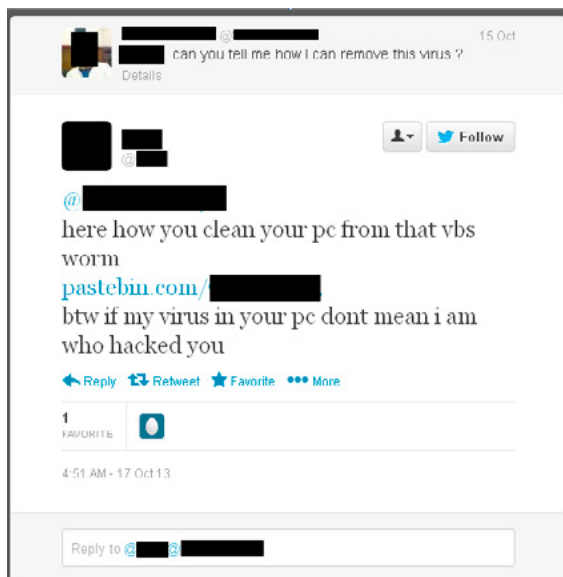 @
15 Oct
can you tell me how I can remove this virus ?
Details
@
Follow
@
here how you clean your pc from that vbs
worm
pastebin.com/
btw if my virus in your pc dont mean i am
who hacked you
Reply Retweet Favorite More
1
FAVORITE
4:51 AM - 17 Oct 13
Reply to @ @